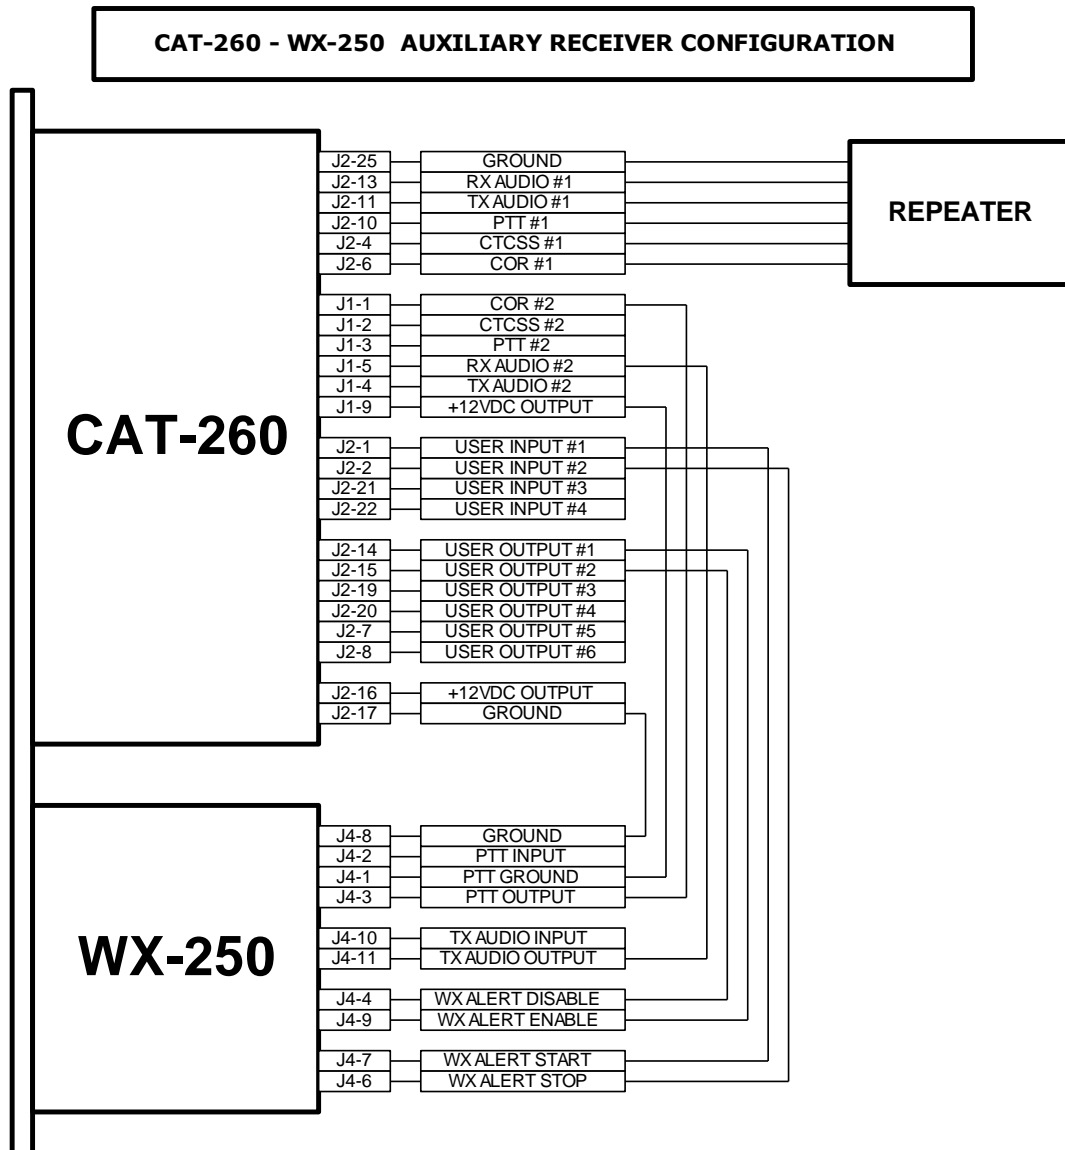 CAT-260 - WX-250 AUXILIARY RECEIVER CONFIGURATION
J2-25 GROUND
J2-13 RX AUDIO #1
J2-11 TX AUDIO #1
J2-10 PTT #1
J2-4 CTCSS #1
J2-6 COR #1
REPEATER
J1-1 COR #2
J1-2 CTCSS #2
J1-3 PTT #2
J1-5 RX AUDIO #2
J1-4 TX AUDIO #2
J1-9 +12VDC OUTPUT
CAT-260
J2-1 USER INPUT #1
J2-2 USER INPUT #2
J2-21 USER INPUT #3
J2-22 USER INPUT #4
J2-14 USER OUTPUT #1
J2-15 USER OUTPUT #2
J2-19 USER OUTPUT #3
J2-20 USER OUTPUT #4
J2-7 USER OUTPUT #5
J2-8 USER OUTPUT #6
J2-16 +12VDC OUTPUT
J2-17 GROUND
J4-8 GROUND
J4-2 PTT INPUT
J4-1 PTT GROUND
J4-3 PTT OUTPUT
WX-250
J4-10 TX AUDIO INPUT
J4-11 TX AUDIO OUTPUT
J4-4 WX ALERT DISABLE
J4-9 WX ALERT ENABLE
J4-7 WX ALERT START
J4-6 WX ALERT STOP